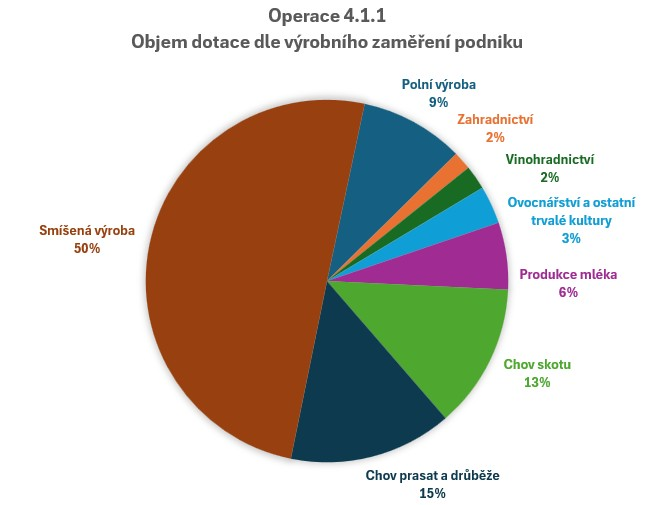 Operace 4.1.1
Objem dotace dle výrobního zaměření podniku
Polní výroba
9%
Zahradnictví
2%
Vinohradnictví
2%
Ovocnářství a ostatní
trvalé kultury
3%
Produkce mléka
6%
Chov skotu
13%
Chov prasat a drůběže
15%
Smíšená výroba
50%